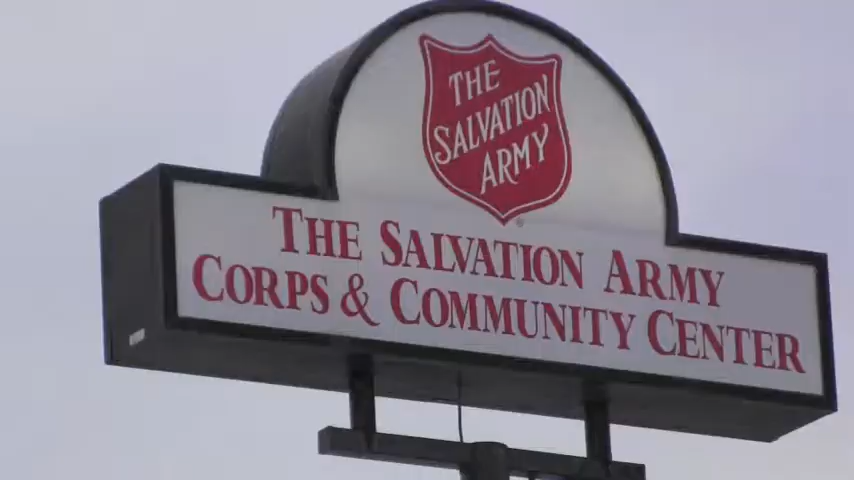 THE
SALVATION
ARMY
®
THE SALVATION ARMY
CORPS & COMMUNITY CENTER